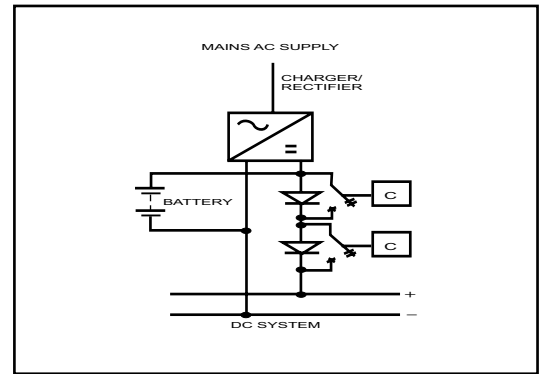 MAINS AC SUPPLY
CHARGER/
RECTIFIER
C
BATTERY
C
+
−
DC SYSTEM